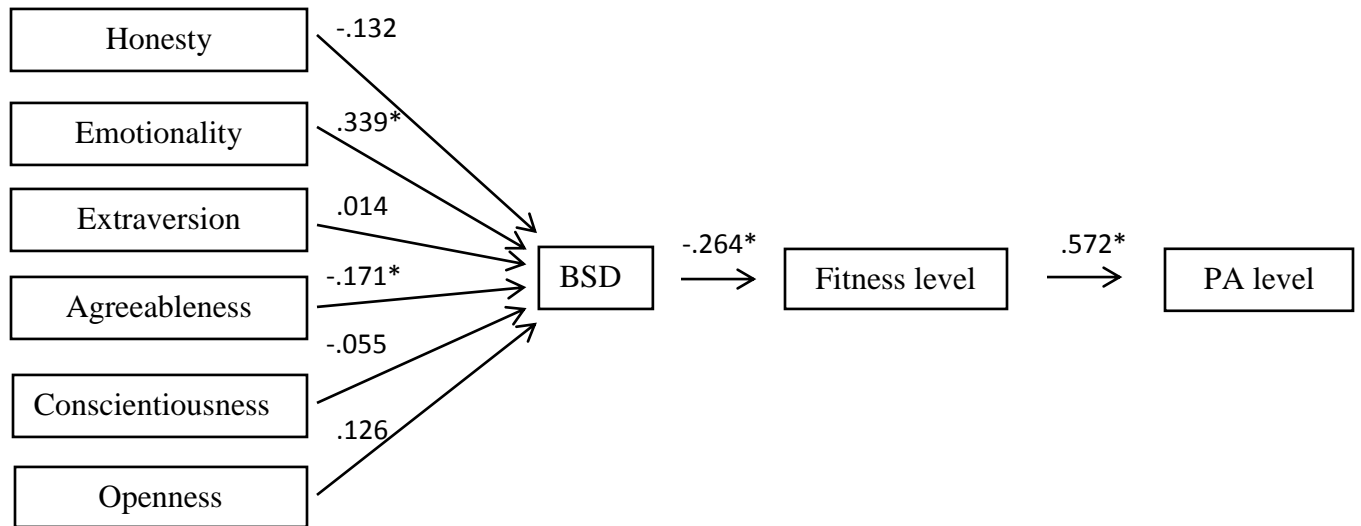 Honesty
-.132
Emotionality
.339*
Extraversion
.014
Agreeableness
-.171*
Conscientiousness
-.055
Openness
.126
BSD
-.264*
Fitness level
.572*
PA level